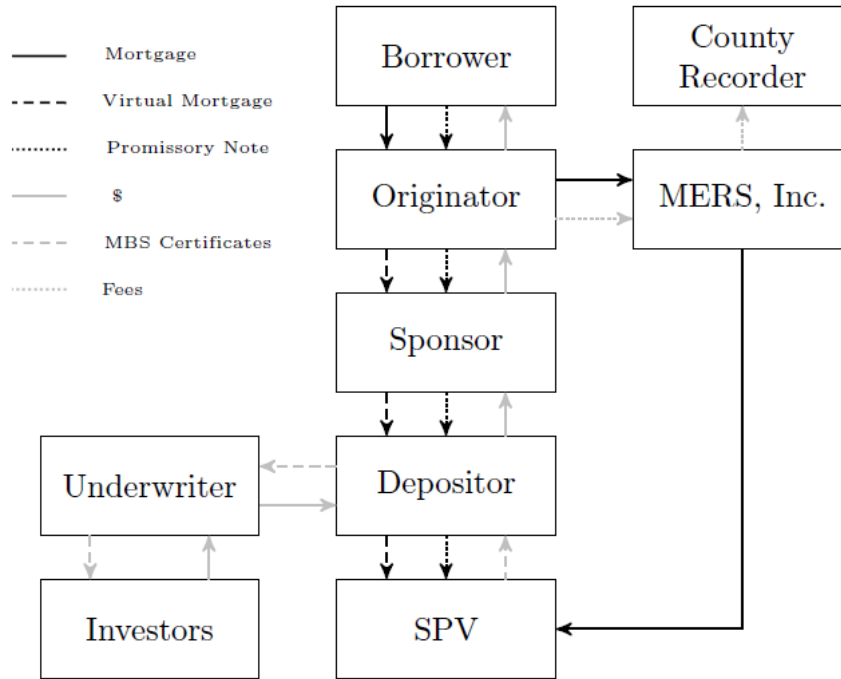 Mortgage
Virtual Mortgage
Promissory Note
$
MBS Certificates
Fees
Borrower
County
Recorder
Originator
MERS, Inc.
Sponsor
Underwriter
Depositor
Investors
SPV